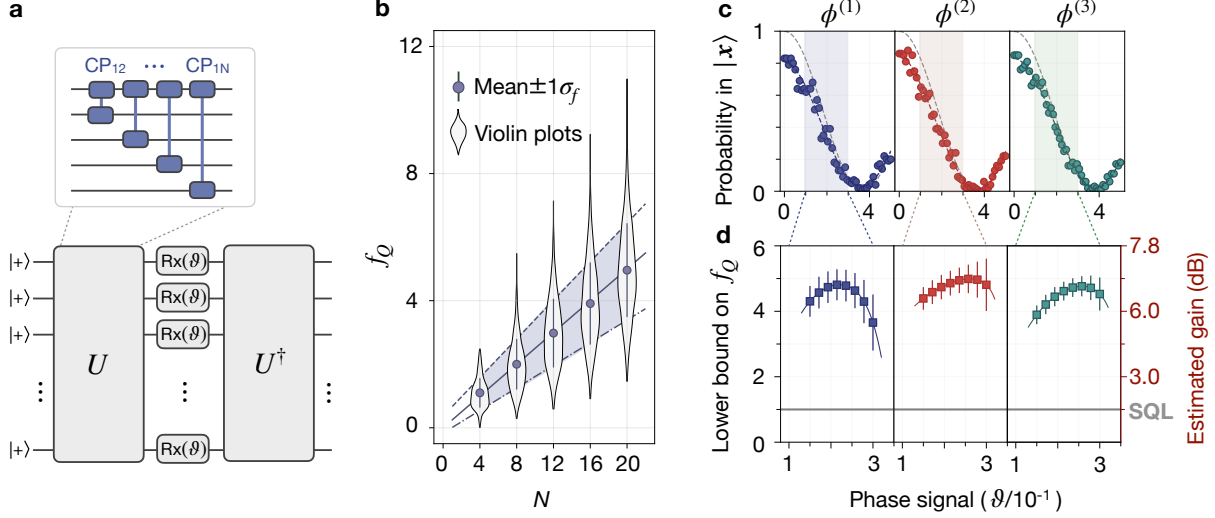 a
CP12 ··· CP1N
|+⟩ Rx(ϑ)
|+⟩ Rx(ϑ)
|+⟩ Rx(ϑ)
U U†
⋮ ⋮ ⋮
|+⟩ Rx(ϑ)
b
12
8
4
0
fQ
Mean±1σf
Violin plots
0 4 8 12 16 20
N
c
ϕ(1) ϕ(2) ϕ(3)
Probability in |x⟩
1
0
0 4 0 4 0 4
d
Lower bound on fQ
6
5
4
3
2
1
0
7.8
6.0
3.0
SQL
Estimated gain (dB)
1 3 1 3 1 3
Phase signal (ϑ/10-1)